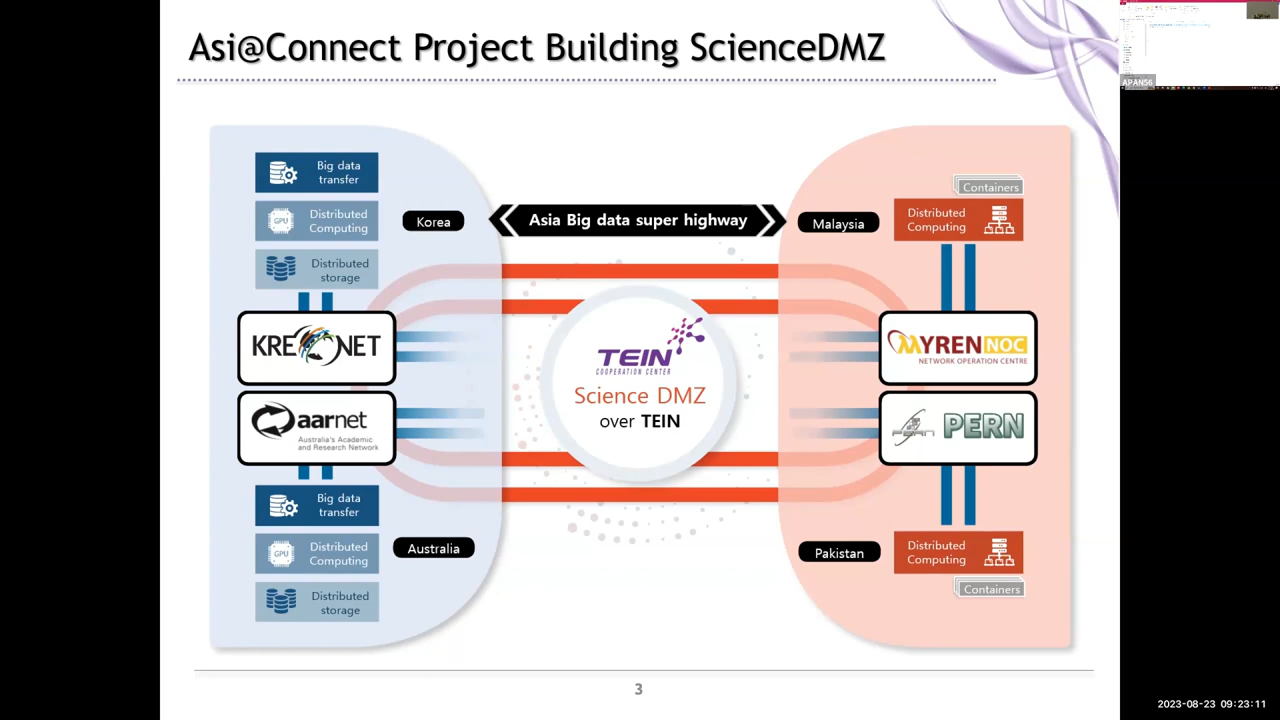 Asi@Connect Project Building ScienceDMZ
APAN56
Big data
transfer
Distributed
Computing
GPU
Distributed
storage
Korea
Asia Big data super highway
Malaysia
Containers
Distributed
Computing
KREONET
MYREN NOC
NETWORK OPERATION CENTRE
TEIN
COOPERATION CENTER
Science DMZ
over TEIN
aarnet
Australia's Academic
and Research Network
PERN
Big data
transfer
Distributed
Computing
GPU
Distributed
storage
Australia
Pakistan
Distributed
Computing
Containers
3
2023-08-23 09:23:11